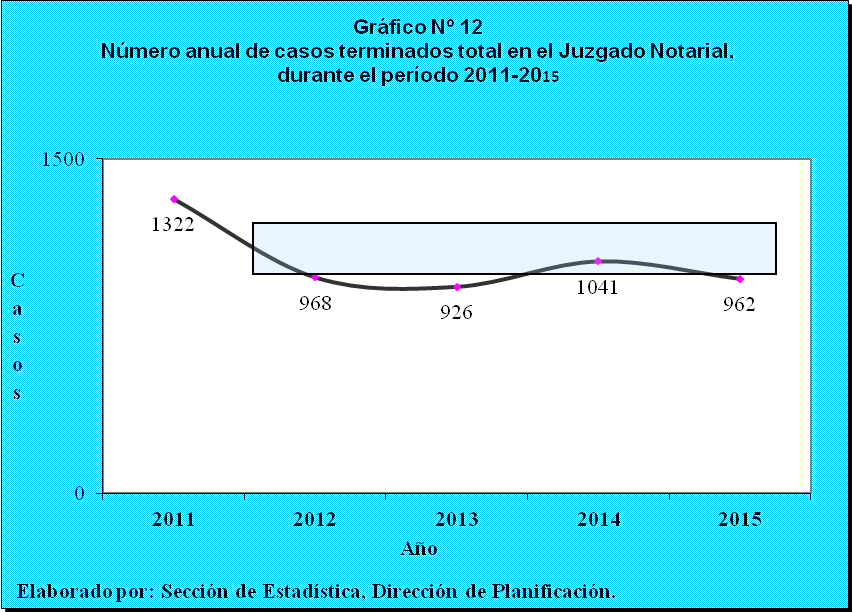 Gráfico Nº 12
Número anual de casos terminados total en el Juzgado Notarial,
durante el período 2011-2015
1500
1322
968
926
1041
962
Casos
0
2011 2012 2013 2014 2015
Año
Elaborado por: Sección de Estadística, Dirección de Planificación.